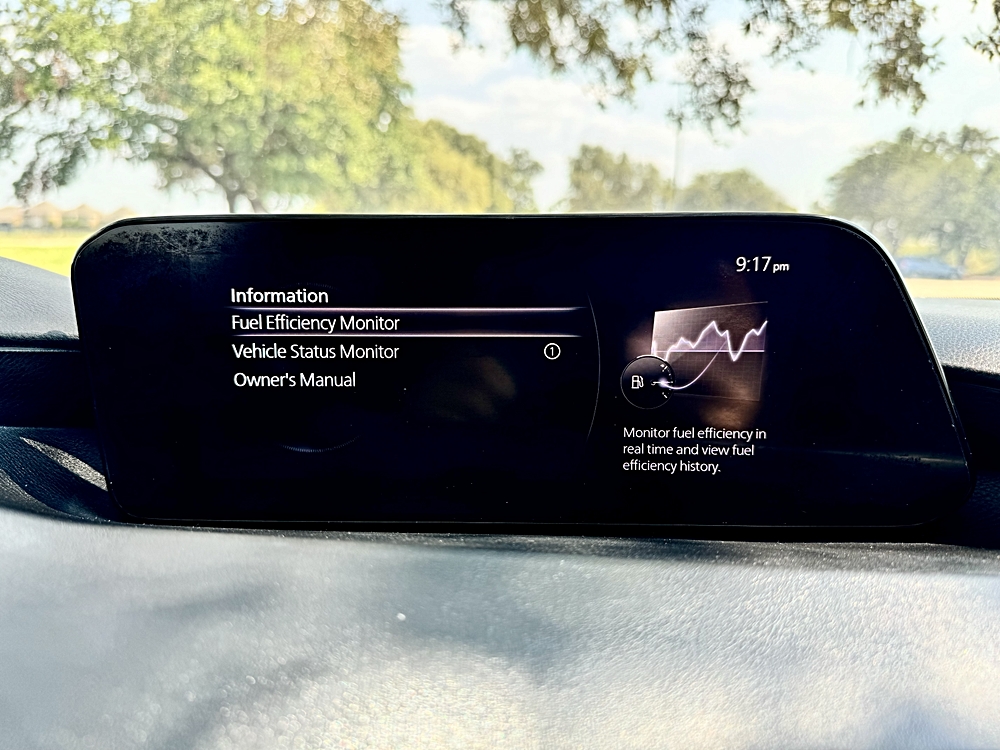 9:17pm
Information
Fuel Efficiency Monitor
Vehicle Status Monitor 1
Owner's Manual
Monitor fuel efficiency in
real time and view fuel
efficiency history.